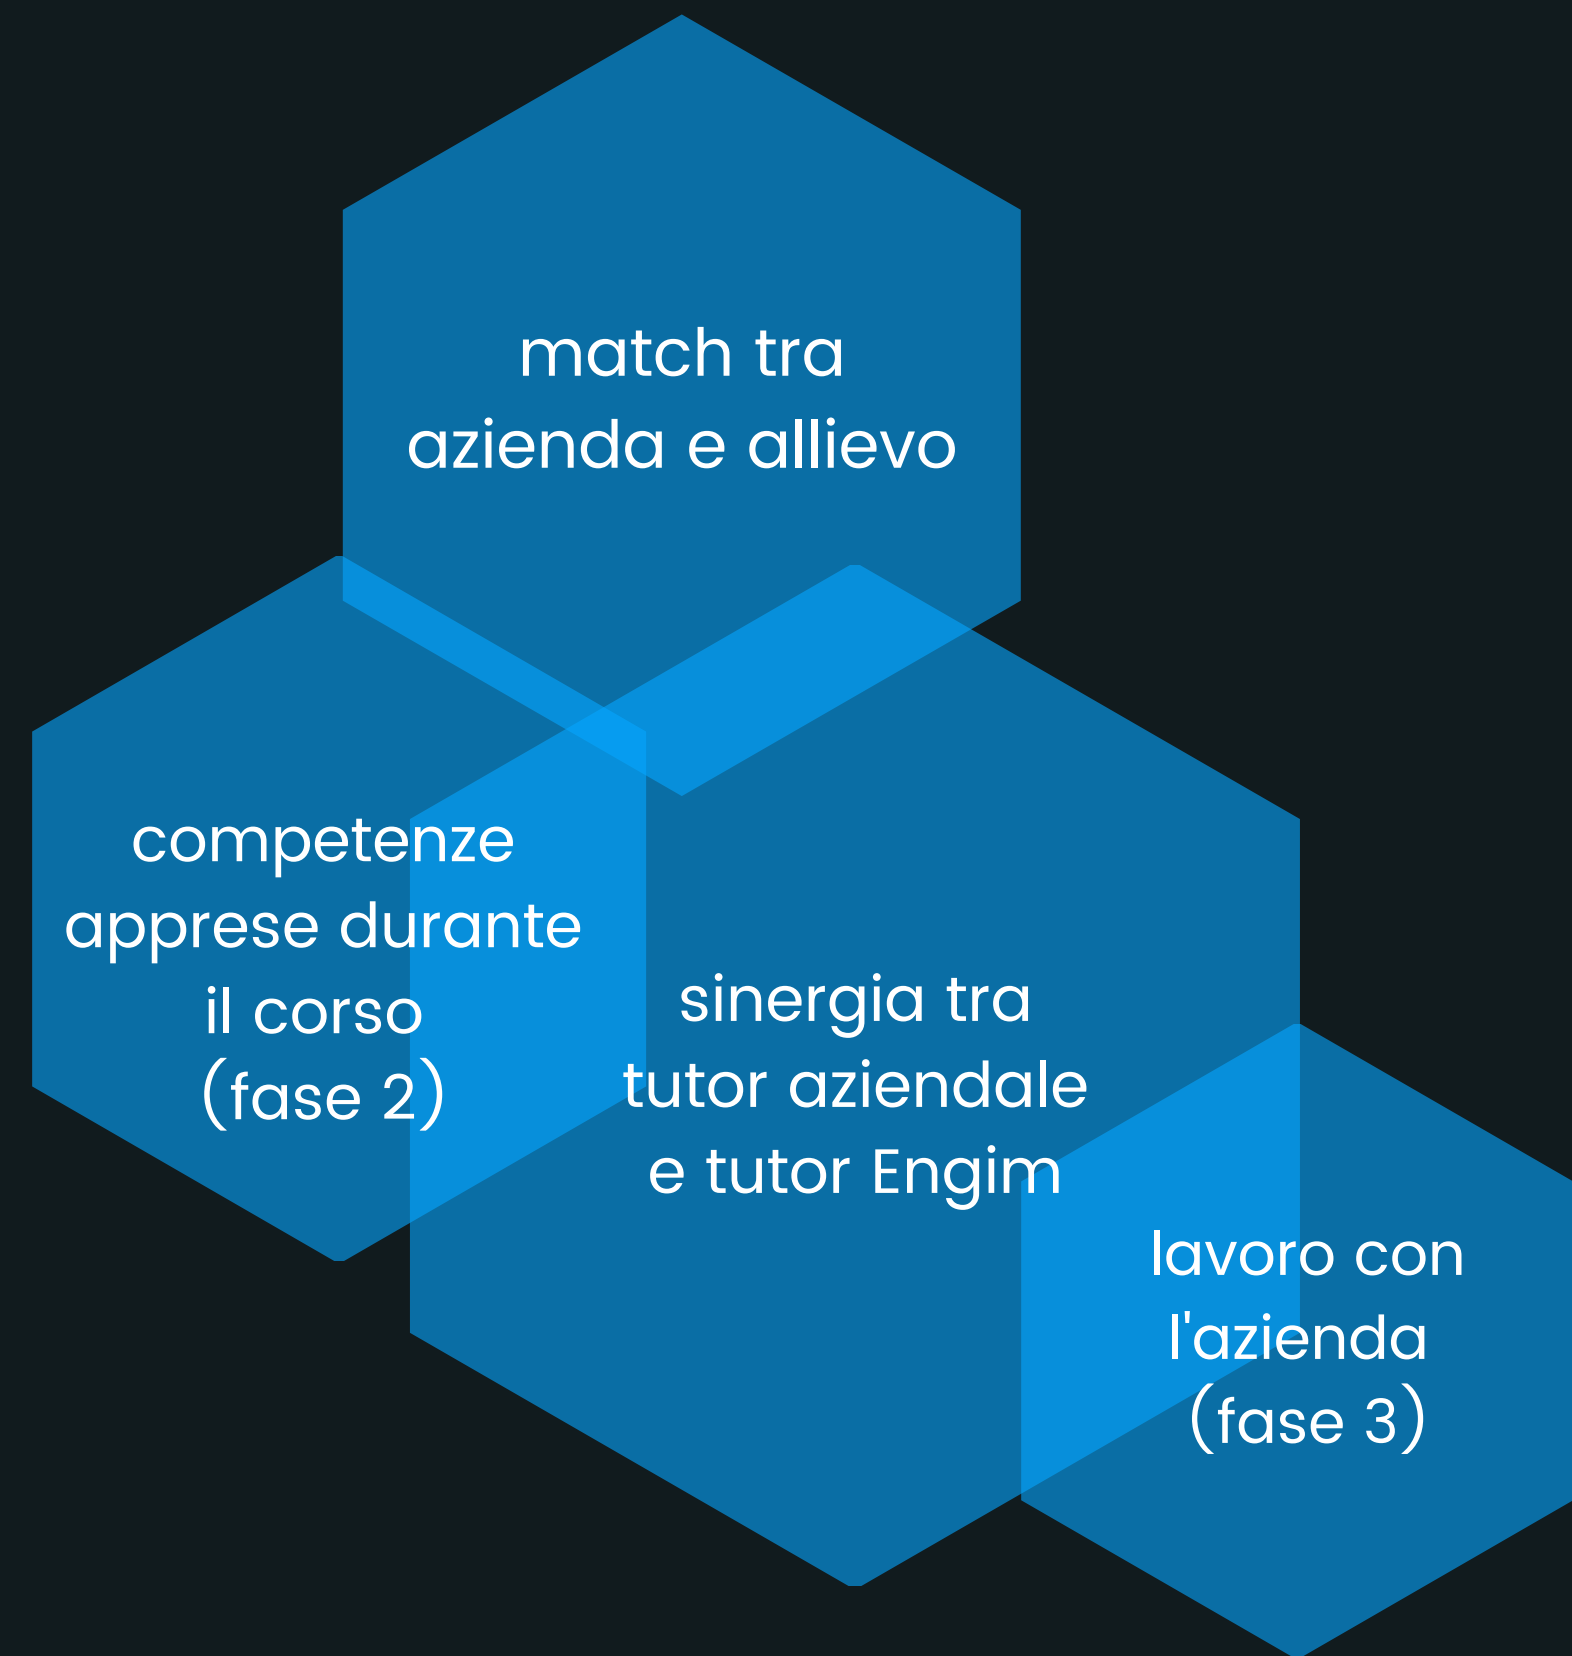 match tra
azienda e allievo
competenze
apprese durante
il corso
(fase 2)
sinergia tra
tutor aziendale
e tutor Engim
lavoro con
l'azienda
(fase 3)